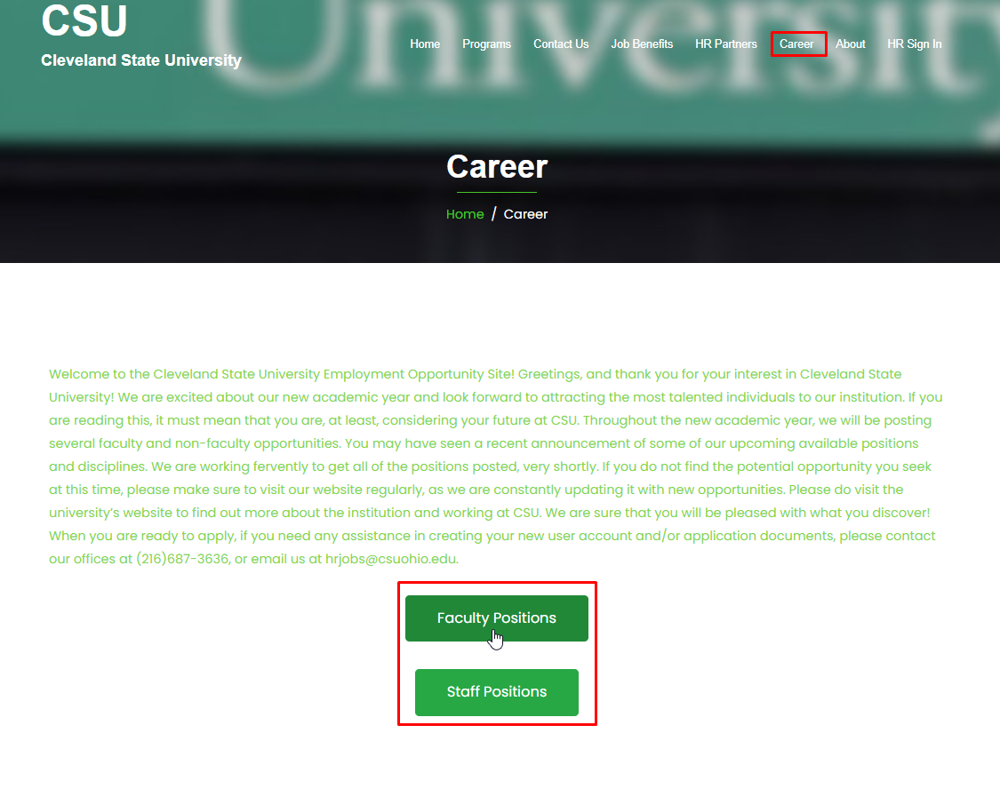 CSU
Cleveland State University
Home Programs Contact Us Job Benefits HR Partners Career About HR Sign In
University
Career
Home / Career
Welcome to the Cleveland State University Employment Opportunity Site! Greetings, and thank you for your interest in Cleveland State
University! We are excited about our new academic year and look forward to attracting the most talented individuals to our institution. If you
are reading this, it must mean that you are, at least, considering your future at CSU. Throughout the new academic year, we will be posting
several faculty and non-faculty opportunities. You may have seen a recent announcement of some of our upcoming available positions
and disciplines. We are working fervently to get all of the positions posted, very shortly. If you do not find the potential opportunity you seek
at this time, please make sure to visit our website regularly, as we are constantly updating it with new opportunities. Please do visit the
university’s website to find out more about the institution and working at CSU. We are sure that you will be pleased with what you discover!
When you are ready to apply, if you need any assistance in creating your new user account and/or application documents, please contact
our offices at (216)687-3636, or email us at hrjobs@csuohio.edu.
Faculty Positions
Staff Positions